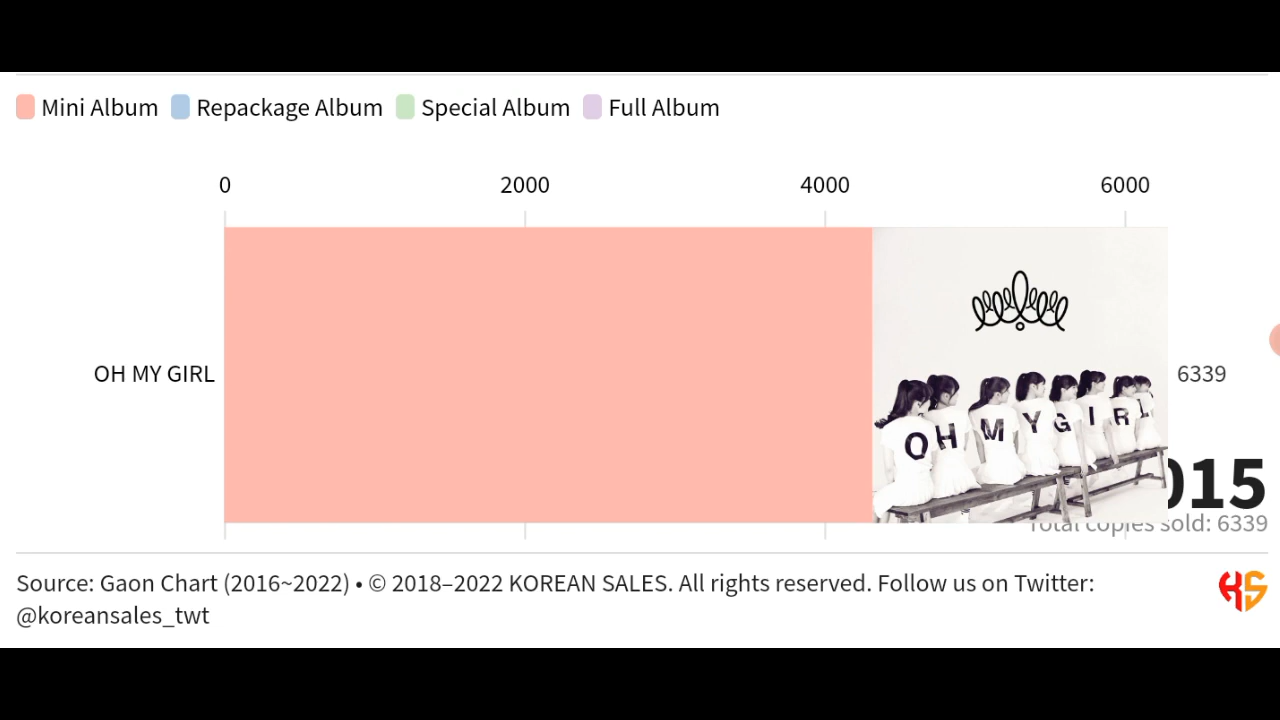 Mini Album Repackage Album Special Album Full Album
0 2000 4000 6000
OH MY GIRL
OH MY GIRL
6339
015
Total copies sold: 6339
Source: Gaon Chart (2016~2022) • © 2018–2022 KOREAN SALES. All rights reserved. Follow us on Twitter:
@koreansales_twt
KS